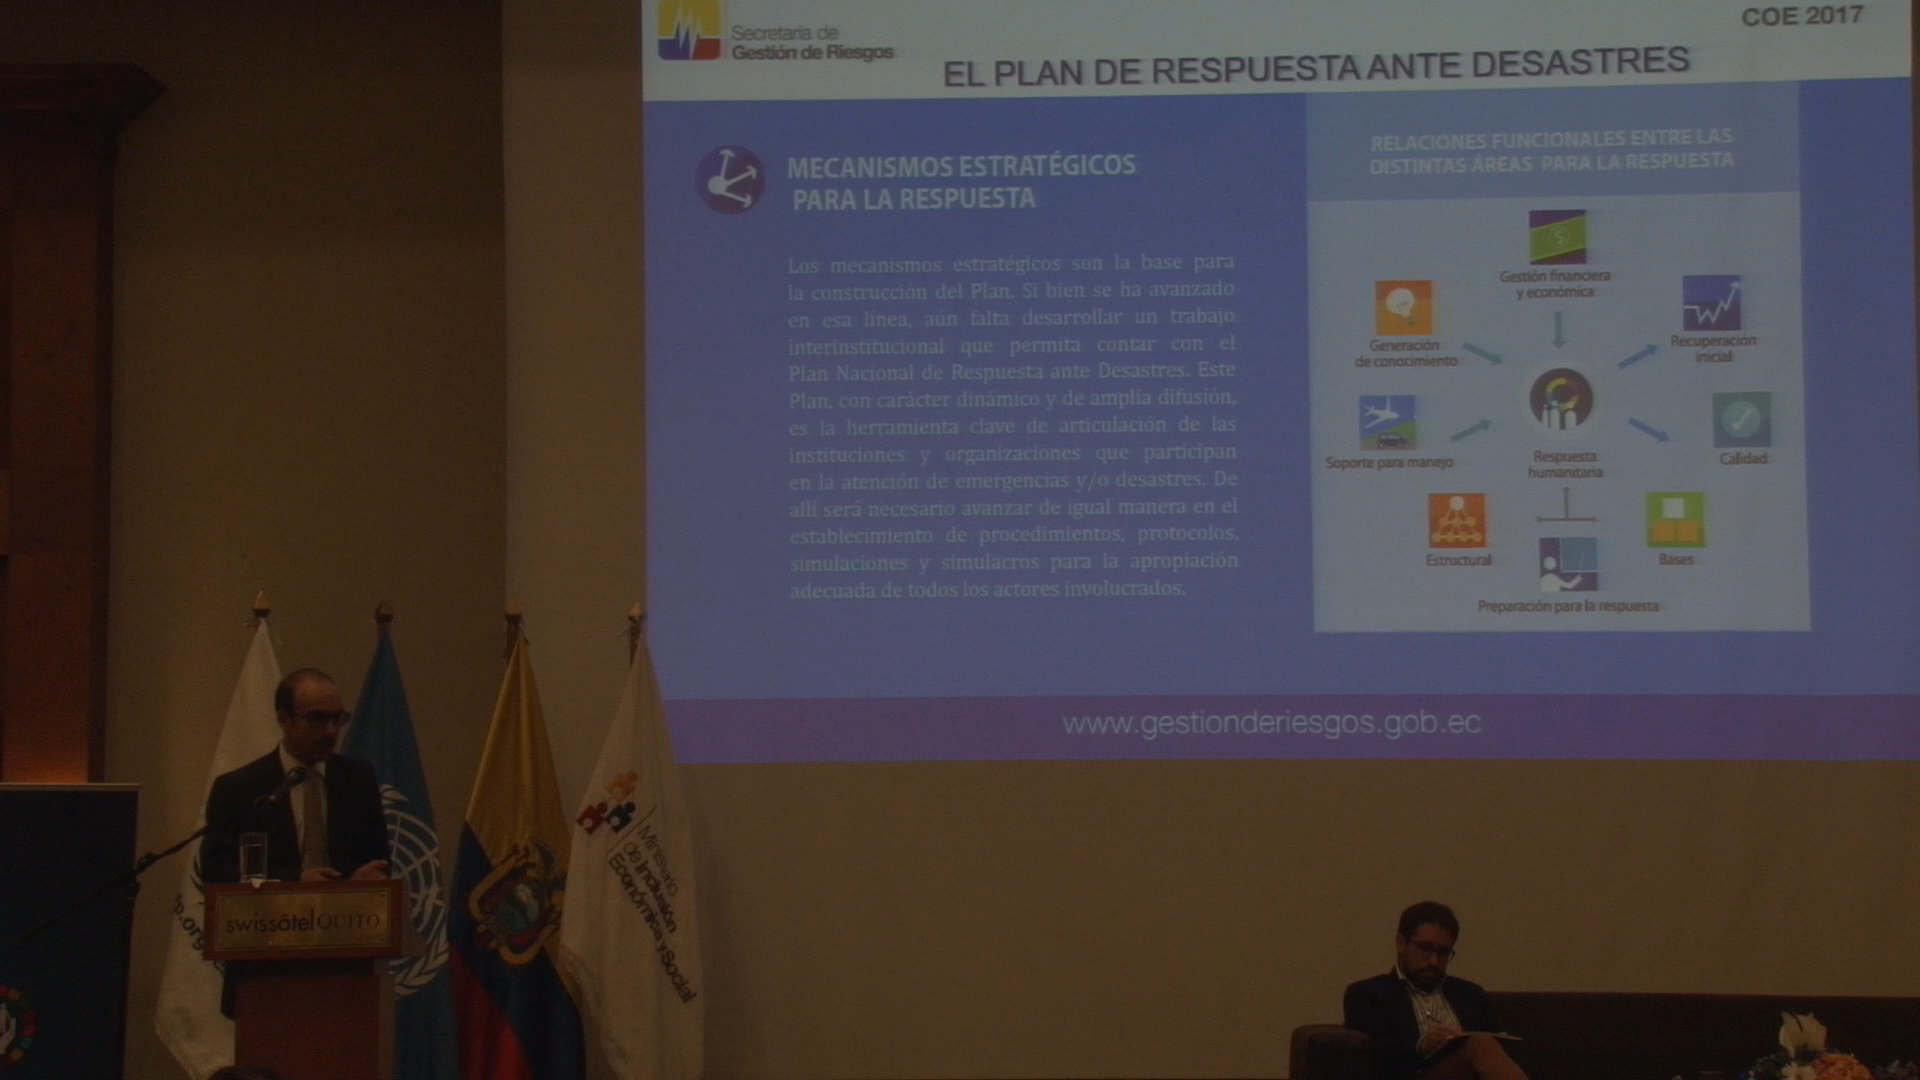 Secretaría de
Gestión de Riesgos
COE 2017
EL PLAN DE RESPUESTA ANTE DESASTRES
MECANISMOS ESTRATÉGICOS
PARA LA RESPUESTA
Los mecanismos estratégicos son la base para
la construcción del Plan. Si bien se ha avanzado
en esa línea, aún falta desarrollar un trabajo
interinstitucional que permita contar con el
Plan Nacional de Respuesta ante Desastres. Este
Plan, con carácter dinámico y de amplia difusión,
es la herramienta clave de articulación de las
instituciones y organizaciones que participan
en la atención de emergencias y/o desastres. De
allí será necesario avanzar de igual manera en el
establecimiento de procedimientos, protocolos,
simulaciones y simulacros para la apropiación
adecuada de todos los actores involucrados.
RELACIONES FUNCIONALES ENTRE LAS
DISTINTAS ÁREAS PARA LA RESPUESTA
Gestión financiera
y económica
Generación
de conocimiento
Recuperación
inicial
Soporte para manejo
Respuesta
humanitaria
Calidad
Estructural
Bases
Preparación para la respuesta
www.gestionderiesgos.gob.ec
Ministerio
de Inclusión
Económica y Social
.org
swissôtel QUITO